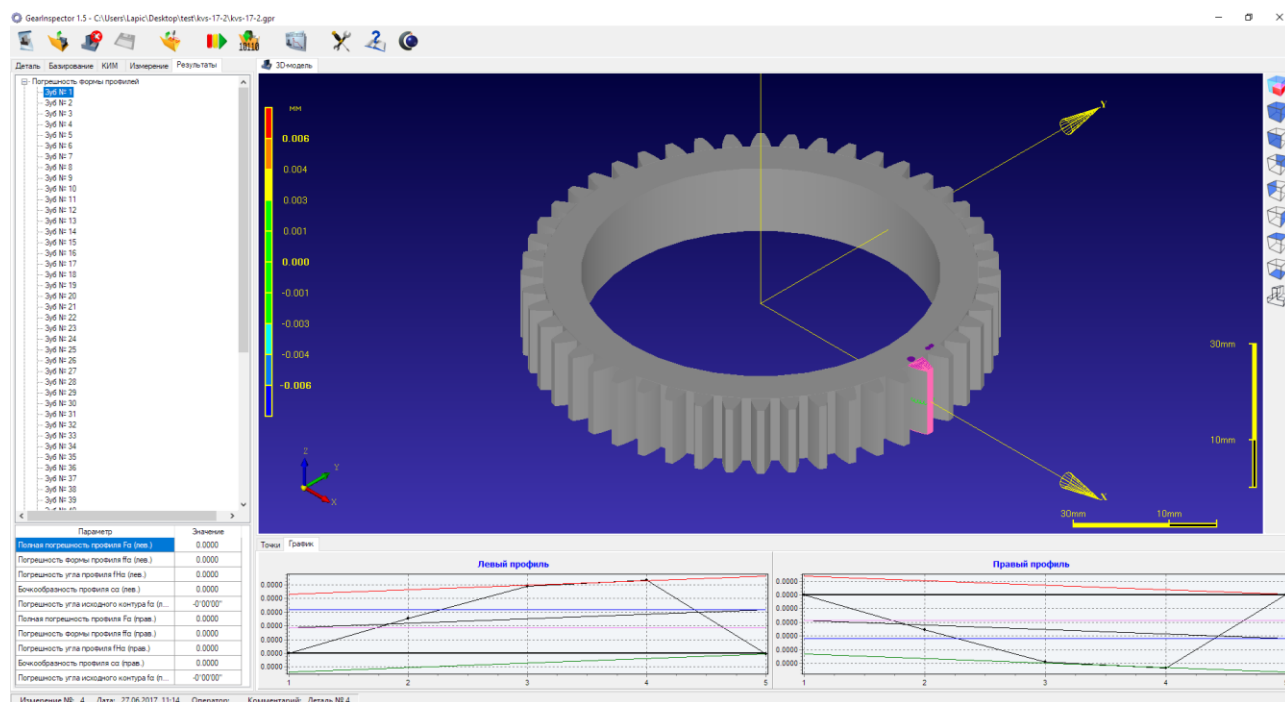 GearInspector 1.5 - C:\Users\Lapic\Desktop\test\kvs-17-2\kvs-17-2.gpr
Деталь Базирование КИМ Измерение Результаты
3D-модель
Погрешность формы профилей
Зуб № 1
Зуб № 2
Зуб № 3
Зуб № 4
Зуб № 5
Зуб № 6
Зуб № 7
Зуб № 8
Зуб № 9
Зуб № 10
Зуб № 11
Зуб № 12
Зуб № 13
Зуб № 14
Зуб № 15
Зуб № 16
Зуб № 17
Зуб № 18
Зуб № 19
Зуб № 20
Зуб № 21
Зуб № 22
Зуб № 23
Зуб № 24
Зуб № 25
Зуб № 26
Зуб № 27
Зуб № 28
Зуб № 29
Зуб № 30
Зуб № 31
Зуб № 32
Зуб № 33
Зуб № 34
Зуб № 35
Зуб № 36
Зуб № 37
Зуб № 38
Зуб № 39
мм
0.006
0.004
0.003
0.001
0.000
-0.001
-0.003
-0.004
-0.006
Y
X
Z
Y
X
30mm
10mm
30mm 10mm
Параметр Значение
Полная погрешность профиля Fα (лев.) 0.0000
Погрешность формы профиля ffα (лев.) 0.0000
Погрешность угла профиля fHα (лев.) 0.0000
Бочкообразность профиля cα (лев.) 0.0000
Погрешность угла исходного контура fα (л... -0°00'00"
Полная погрешность профиля Fα (прав.) 0.0000
Погрешность формы профиля ffα (прав.) 0.0000
Погрешность угла профиля fHα (прав.) 0.0000
Бочкообразность профиля cα (прав.) 0.0000
Погрешность угла исходного контура fα (п... -0°00'00"
Точки График
Левый профиль
0.0000
0.0000
0.0000
0.0000
0.0000
0.0000
0.0000
1 2 3 4 5
Правый профиль
0.0000
0.0000
0.0000
0.0000
0.0000
0.0000
0.0000
1 2 3 4 5
Измерение №: 4 Дата: 27.06.2017 11:14 Оператор: Комментарий: Деталь № 4